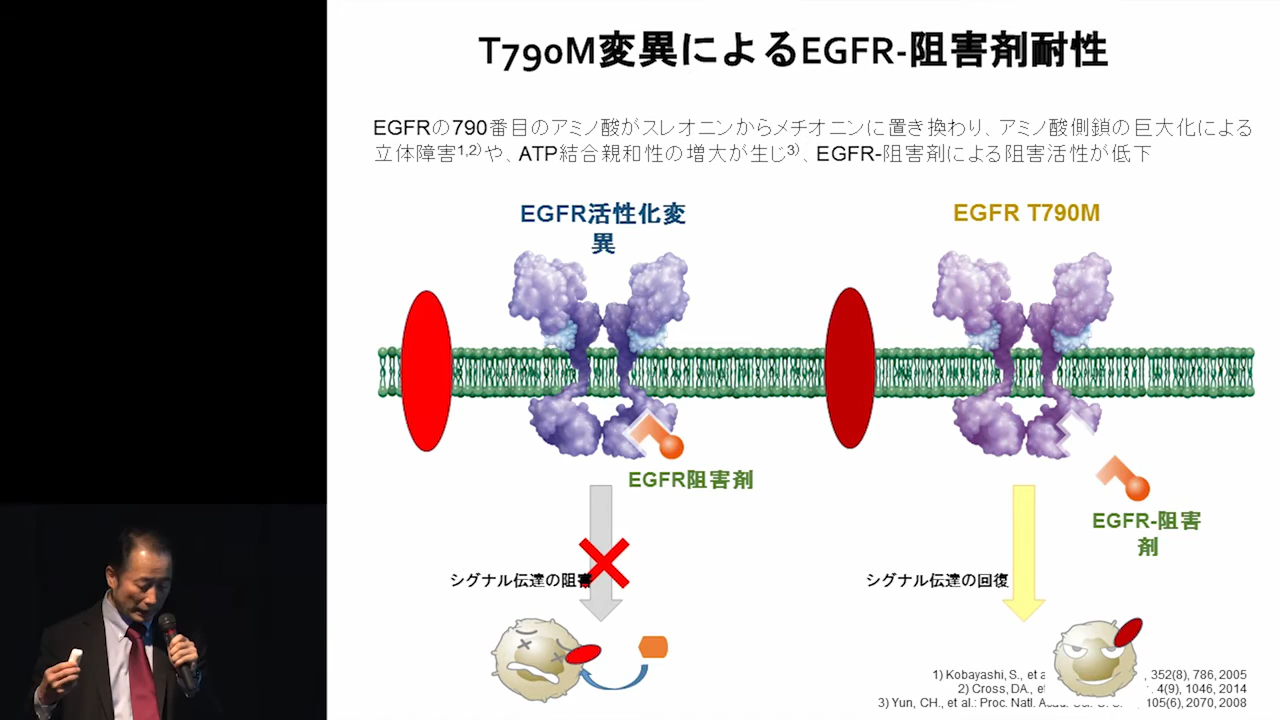 T790M変異によるEGFR-阻害剤耐性
EGFRの790番目のアミノ酸がスレオニンからメチオニンに置き換わり、アミノ酸側鎖の巨大化による
立体障害1,2)や、ATP結合親和性の増大が生じ3)、EGFR-阻害剤による阻害活性が低下
EGFR活性化変
異
EGFR T790M
EGFR阻害剤
EGFR-阻害
剤
シグナル伝達の阻害
シグナル伝達の回復
1) Kobayashi, S., et a , 352(8), 786, 2005
2) Cross, DA., et . 4(9), 1046, 2014
3) Yun, CH., et al.: Proc. Natl. 105(6), 2070, 2008